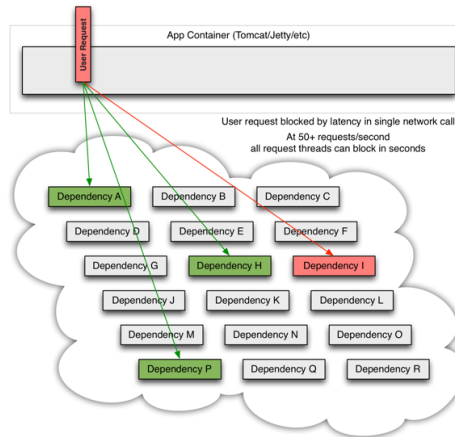 User Request
App Container (Tomcat/Jetty/etc)
User request blocked by latency in single network call
At 50+ requests/second
all request threads can block in seconds
Dependency A
Dependency B
Dependency C
Dependency D
Dependency E
Dependency F
Dependency G
Dependency H
Dependency I
Dependency J
Dependency K
Dependency L
Dependency M
Dependency N
Dependency O
Dependency P
Dependency Q
Dependency R